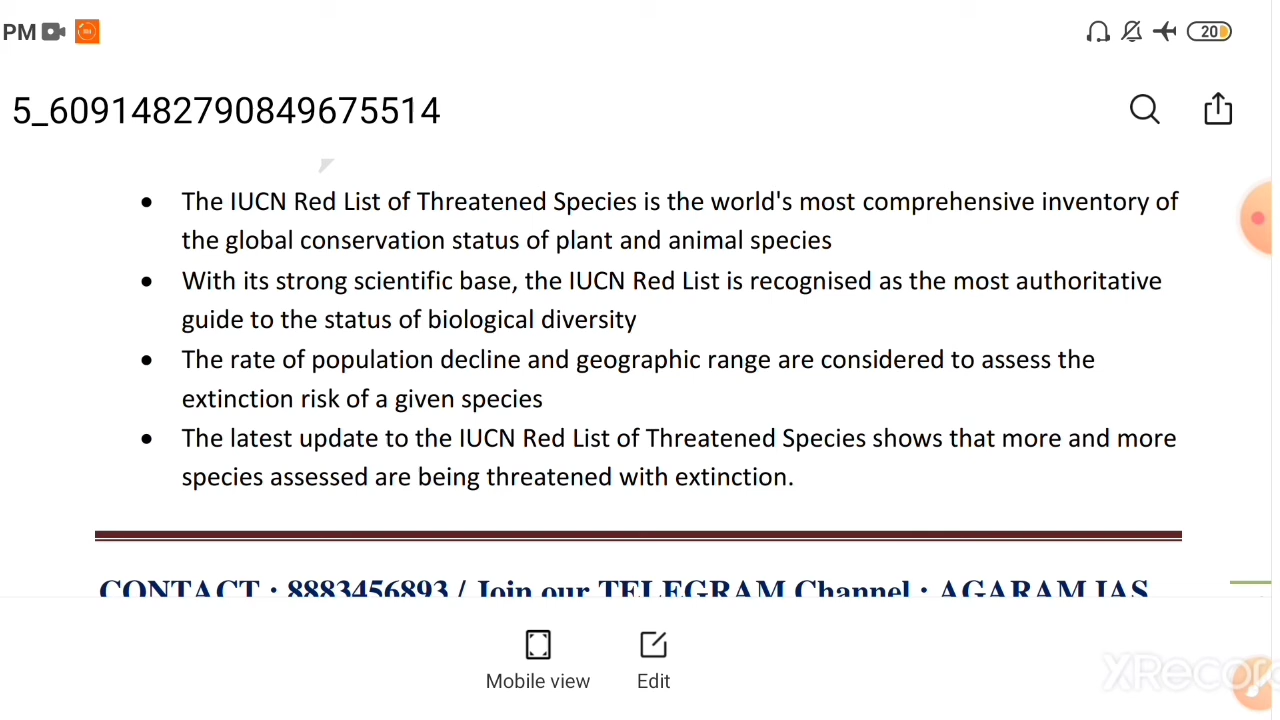 PM 20
5_6091482790849675514
• The IUCN Red List of Threatened Species is the world's most comprehensive inventory of
the global conservation status of plant and animal species
• With its strong scientific base, the IUCN Red List is recognised as the most authoritative
guide to the status of biological diversity
• The rate of population decline and geographic range are considered to assess the
extinction risk of a given species
• The latest update to the IUCN Red List of Threatened Species shows that more and more
species assessed are being threatened with extinction.
CONTACT : 8883456893 / Join our TELEGRAM Channel : AGARAM IAS
Mobile view Edit
XRecor